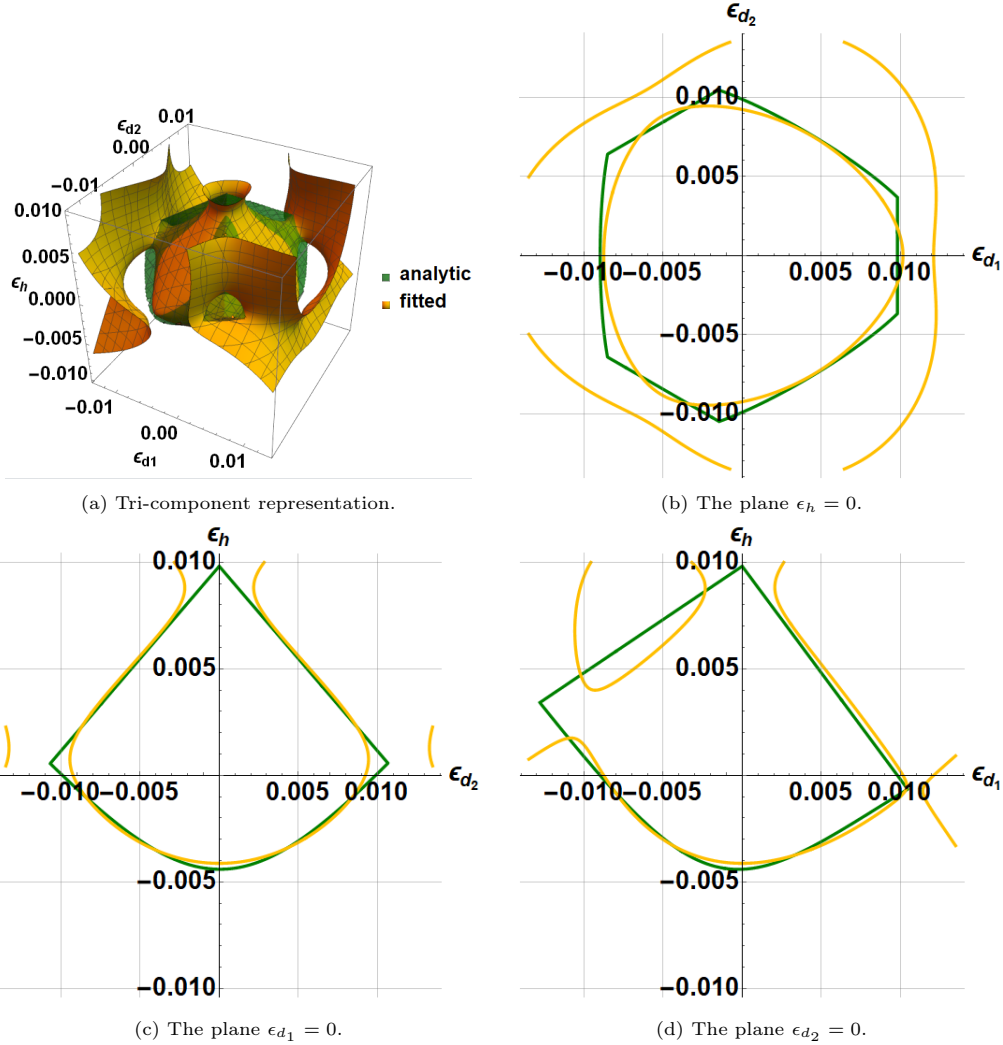 ϵd2
0.01
0.00
−0.01
0.010
0.005
ϵh
0.000
−0.005
−0.010
−0.01
0.00
ϵd1
0.01
analytic
fitted
(a) Tri-component representation.
ϵd2
0.010
0.005
−0.010 −0.005 0.005 0.010 ϵd1
−0.005
−0.010
(b) The plane ϵh = 0.
ϵh
0.010
0.005
−0.010 −0.005 0.005 0.010 ϵd2
−0.005
−0.010
(c) The plane ϵd1 = 0.
ϵh
0.010
0.005
−0.010 −0.005 0.005 0.010 ϵd1
−0.005
−0.010
(d) The plane ϵd2 = 0.